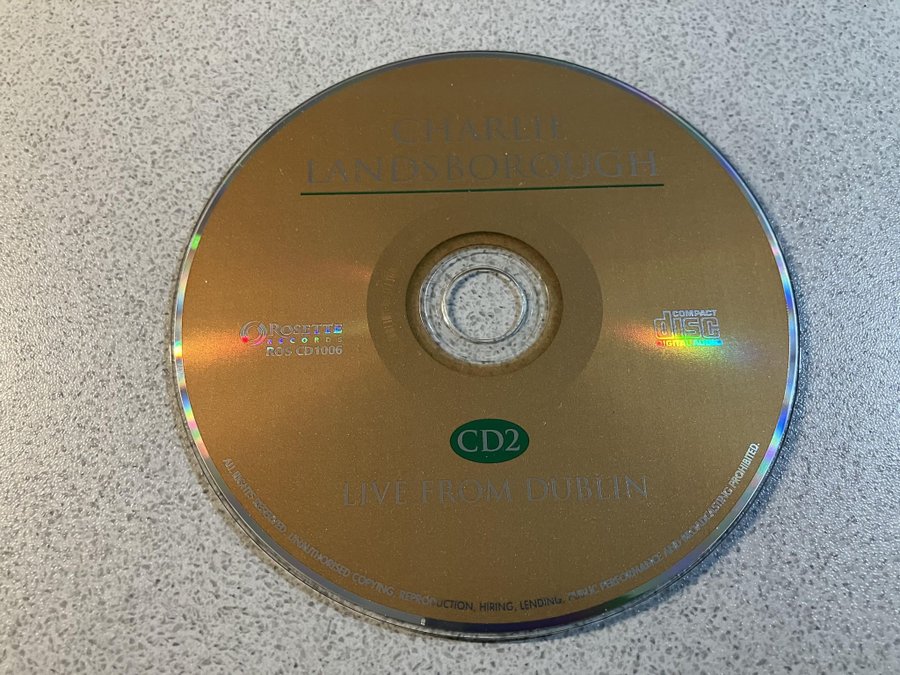 CHARLIE
LANDSBOROUGH
ROSETTE
RECORDS
ROS CD1006
COMPACT
disc
DIGITAL AUDIO
CD2
LIVE FROM DUBLIN
ALL RIGHTS RESERVED. UNAUTHORISED COPYING, REPRODUCTION, HIRING, LENDING, PUBLIC PERFORMANCE AND BROADCASTING PROHIBITED.